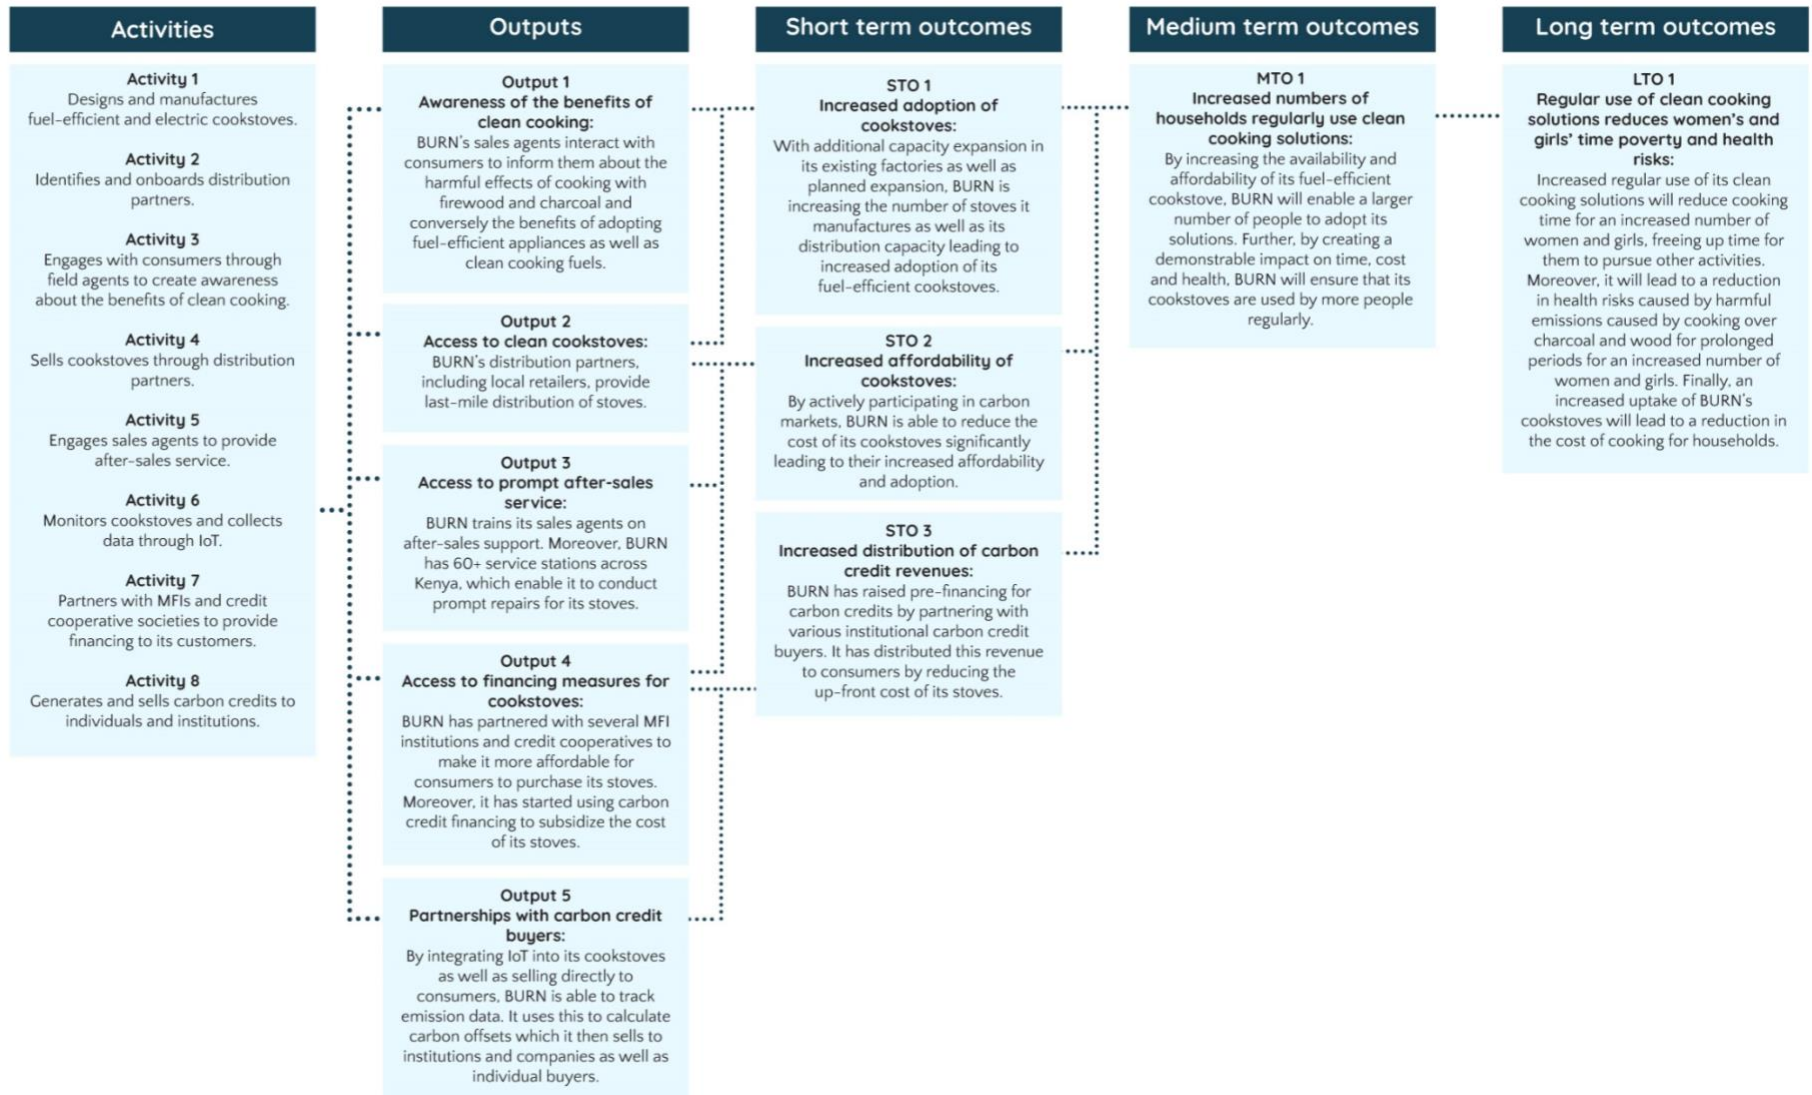 Activities
Activity 1
Designs and manufactures
fuel-efficient and electric cookstoves.
Activity 2
Identifies and onboards distribution
partners.
Activity 3
Engages with consumers through
field agents to create awareness
about the benefits of clean cooking.
Activity 4
Sells cookstoves through distribution
partners.
Activity 5
Engages sales agents to provide
after-sales service.
Activity 6
Monitors cookstoves and collects
data through IoT.
Activity 7
Partners with MFIs and credit
cooperative societies to provide
financing to its customers.
Activity 8
Generates and sells carbon credits to
individuals and institutions.
Outputs
Output 1
Awareness of the benefits of
clean cooking:
BURN's sales agents interact with
consumers to inform them about the
harmful effects of cooking with
firewood and charcoal and
conversely the benefits of adopting
fuel-efficient appliances as well as
clean cooking fuels.
Output 2
Access to clean cookstoves:
BURN's distribution partners,
including local retailers, provide
last-mile distribution of stoves.
Output 3
Access to prompt after-sales
service:
BURN trains its sales agents on
after-sales support. Moreover, BURN
has 60+ service stations across
Kenya, which enable it to conduct
prompt repairs for its stoves.
Output 4
Access to financing measures for
cookstoves:
BURN has partnered with several MFI
institutions and credit cooperatives to
make it more affordable for
consumers to purchase its stoves.
Moreover, it has started using carbon
credit financing to subsidize the cost
of its stoves.
Output 5
Partnerships with carbon credit
buyers:
By integrating IoT into its cookstoves
as well as selling directly to
consumers, BURN is able to track
emission data. It uses this to calculate
carbon offsets which it then sells to
institutions and companies as well as
individual buyers.
Short term outcomes
STO 1
Increased adoption of
cookstoves:
With additional capacity expansion in
its existing factories as well as
planned expansion, BURN is
increasing the number of stoves it
manufactures as well as its
distribution capacity leading to
increased adoption of its
fuel-efficient cookstoves.
STO 2
Increased affordability of
cookstoves:
By actively participating in carbon
markets, BURN is able to reduce the
cost of its cookstoves significantly
leading to their increased affordability
and adoption.
STO 3
Increased distribution of carbon
credit revenues:
BURN has raised pre-financing for
carbon credits by partnering with
various institutional carbon credit
buyers. It has distributed this revenue
to consumers by reducing the
up-front cost of its stoves.
Medium term outcomes
MTO 1
Increased numbers of
households regularly use clean
cooking solutions:
By increasing the availability and
affordability of its fuel-efficient
cookstove, BURN will enable a larger
number of people to adopt its
solutions. Further, by creating a
demonstrable impact on time, cost
and health, BURN will ensure that its
cookstoves are used by more people
regularly.
Long term outcomes
LTO 1
Regular use of clean cooking
solutions reduces women's and
girls' time poverty and health
risks:
Increased regular use of its clean
cooking solutions will reduce cooking
time for an increased number of
women and girls, freeing up time for
them to pursue other activities.
Moreover, it will lead to a reduction
in health risks caused by harmful
emissions caused by cooking over
charcoal and wood for prolonged
periods for an increased number of
women and girls. Finally, an
increased uptake of BURN's
cookstoves will lead to a reduction in
the cost of cooking for households.